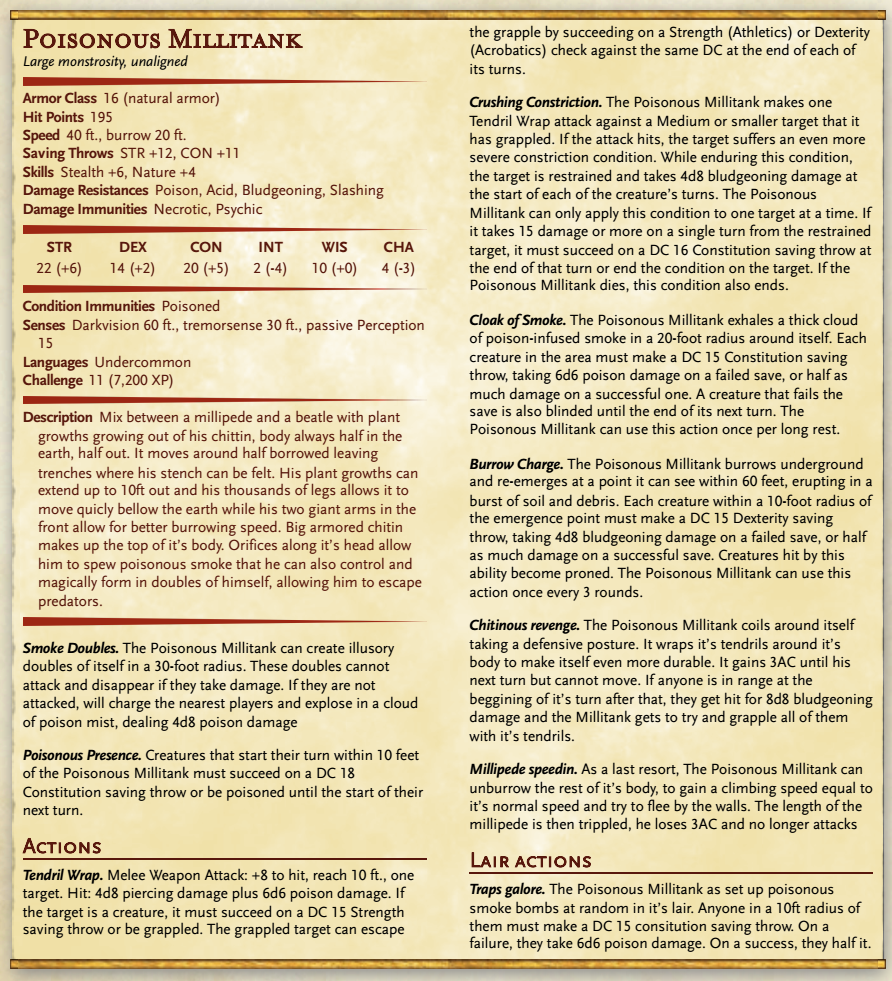 Poisonous Millitank
Large monstrosity, unaligned
Armor Class 16 (natural armor)
Hit Points 195
Speed 40 ft., burrow 20 ft.
Saving Throws STR +12, CON +11
Skills Stealth +6, Nature +4
Damage Resistances Poison, Acid, Bludgeoning, Slashing
Damage Immunities Necrotic, Psychic
STR DEX CON INT WIS CHA
22 (+6) 14 (+2) 20 (+5) 2 (-4) 10 (+0) 4 (-3)
Condition Immunities Poisoned
Senses Darkvision 60 ft., tremorsense 30 ft., passive Perception
15
Languages Undercommon
Challenge 11 (7,200 XP)
Description Mix between a millipede and a beatle with plant
growths growing out of his chittin, body always half in the
earth, half out. It moves around half borrowed leaving
trenches where his stench can be felt. His plant growths can
extend up to 10ft out and his thousands of legs allows it to
move quicly bellow the earth while his two giant arms in the
front allow for better burrowing speed. Big armored chitin
makes up the top of it's body. Orifices along it's head allow
him to spew poisonous smoke that he can also control and
magically form in doubles of himself, allowing him to escape
predators.
Smoke Doubles. The Poisonous Millitank can create illusory
doubles of itself in a 30-foot radius. These doubles cannot
attack and disappear if they take damage. If they are not
attacked, will charge the nearest players and explose in a cloud
of poison mist, dealing 4d8 poison damage
Poisonous Presence. Creatures that start their turn within 10 feet
of the Poisonous Millitank must succeed on a DC 18
Constitution saving throw or be poisoned until the start of their
next turn.
Actions
Tendril Wrap. Melee Weapon Attack: +8 to hit, reach 10 ft., one
target. Hit: 4d8 piercing damage plus 6d6 poison damage. If
the target is a creature, it must succeed on a DC 15 Strength
saving throw or be grappled. The grappled target can escape
the grapple by succeeding on a Strength (Athletics) or Dexterity
(Acrobatics) check against the same DC at the end of each of
its turns.
Crushing Constriction. The Poisonous Millitank makes one
Tendril Wrap attack against a Medium or smaller target that it
has grappled. If the attack hits, the target suffers an even more
severe constriction condition. While enduring this condition,
the target is restrained and takes 4d8 bludgeoning damage at
the start of each of the creature's turns. The Poisonous
Millitank can only apply this condition to one target at a time. If
it takes 15 damage or more on a single turn from the restrained
target, it must succeed on a DC 16 Constitution saving throw at
the end of that turn or end the condition on the target. If the
Poisonous Millitank dies, this condition also ends.
Cloak of Smoke. The Poisonous Millitank exhales a thick cloud
of poison-infused smoke in a 20-foot radius around itself. Each
creature in the area must make a DC 15 Constitution saving
throw, taking 6d6 poison damage on a failed save, or half as
much damage on a successful one. A creature that fails the
save is also blinded until the end of its next turn. The
Poisonous Millitank can use this action once per long rest.
Burrow Charge. The Poisonous Millitank burrows underground
and re-emerges at a point it can see within 60 feet, erupting in a
burst of soil and debris. Each creature within a 10-foot radius of
the emergence point must make a DC 15 Dexterity saving
throw, taking 4d8 bludgeoning damage on a failed save, or half
as much damage on a successful save. Creatures hit by this
ability become proned. The Poisonous Millitank can use this
action once every 3 rounds.
Chitinous revenge. The Poisonous Millitank coils around itself
taking a defensive posture. It wraps it's tendrils around it's
body to make itself even more durable. It gains 3AC until his
next turn but cannot move. If anyone is in range at the
beggining of it's turn after that, they get hit for 8d8 bludgeoning
damage and the Millitank gets to try and grapple all of them
with it's tendrils.
Millipede speedin. As a last resort, The Poisonous Millitank can
unburrow the rest of it's body, to gain a climbing speed equal to
it's normal speed and try to flee by the walls. The length of the
millipede is then trippled, he loses 3AC and no longer attacks
Lair actions
Traps galore. The Poisonous Millitank as set up poisonous
smoke bombs at random in it's lair. Anyone in a 10ft radius of
them must make a DC 15 consitution saving throw. On a
failure, they take 6d6 poison damage. On a success, they half it.